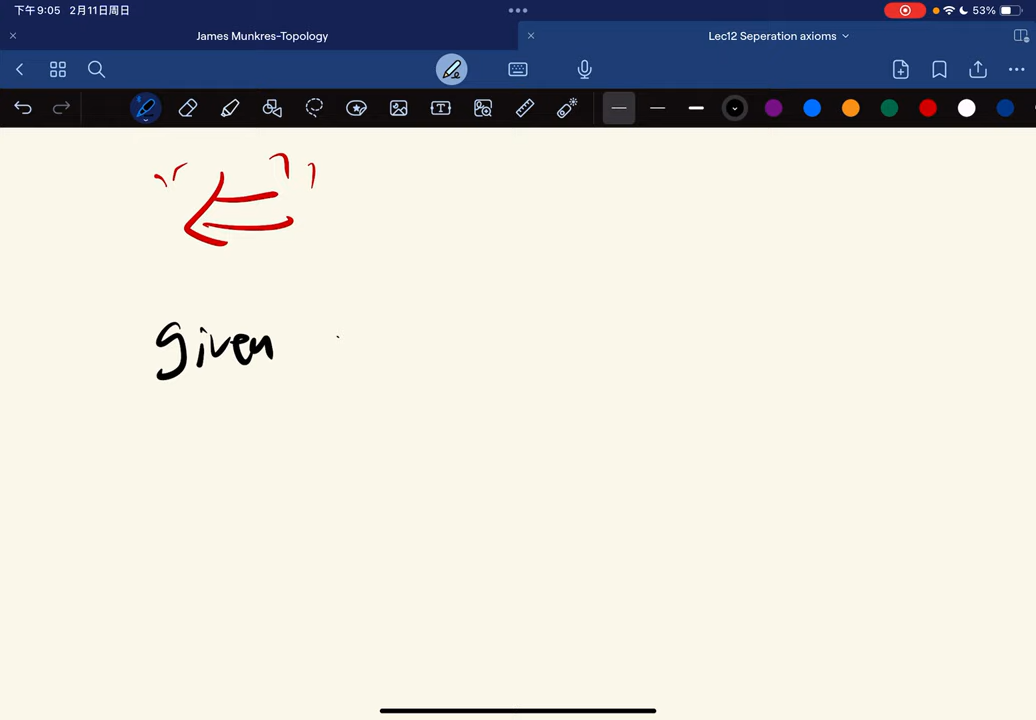 下午9:05 2月11日周日 53%
James Munkres-Topology
Lec12 Seperation axioms
"⇐"
given